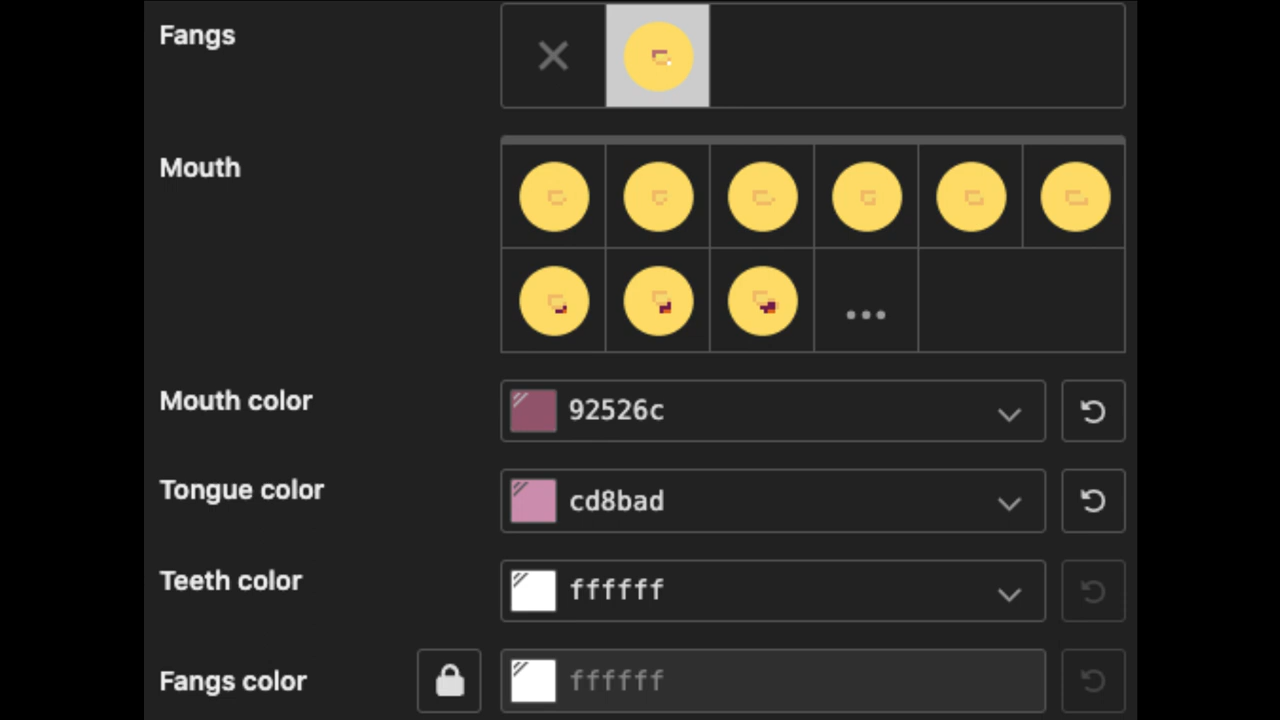 Fangs
Mouth
Mouth color
92526c
Tongue color
cd8bad
Teeth color
ffffff
Fangs color
ffffff